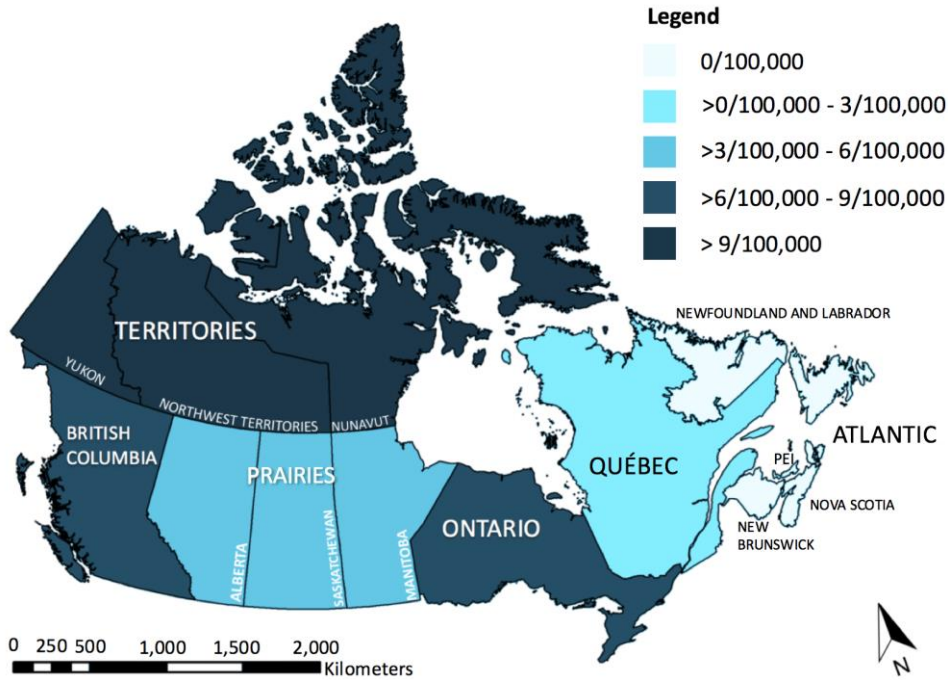 Legend
0/100,000
>0/100,000 - 3/100,000
>3/100,000 - 6/100,000
>6/100,000 - 9/100,000
> 9/100,000
NEWFOUNDLAND AND LABRADOR
TERRITORIES
YUKON
NORTHWEST TERRITORIES
NUNAVUT
BRITISH
COLUMBIA
PRAIRIES
QUÉBEC
ATLANTIC
PEI
NOVA SCOTIA
ONTARIO
NEW
BRUNSWICK
ALBERTA
SASKATCHEWAN
MANITOBA
0 250 500 1,000 1,500 2,000
Kilometers
N